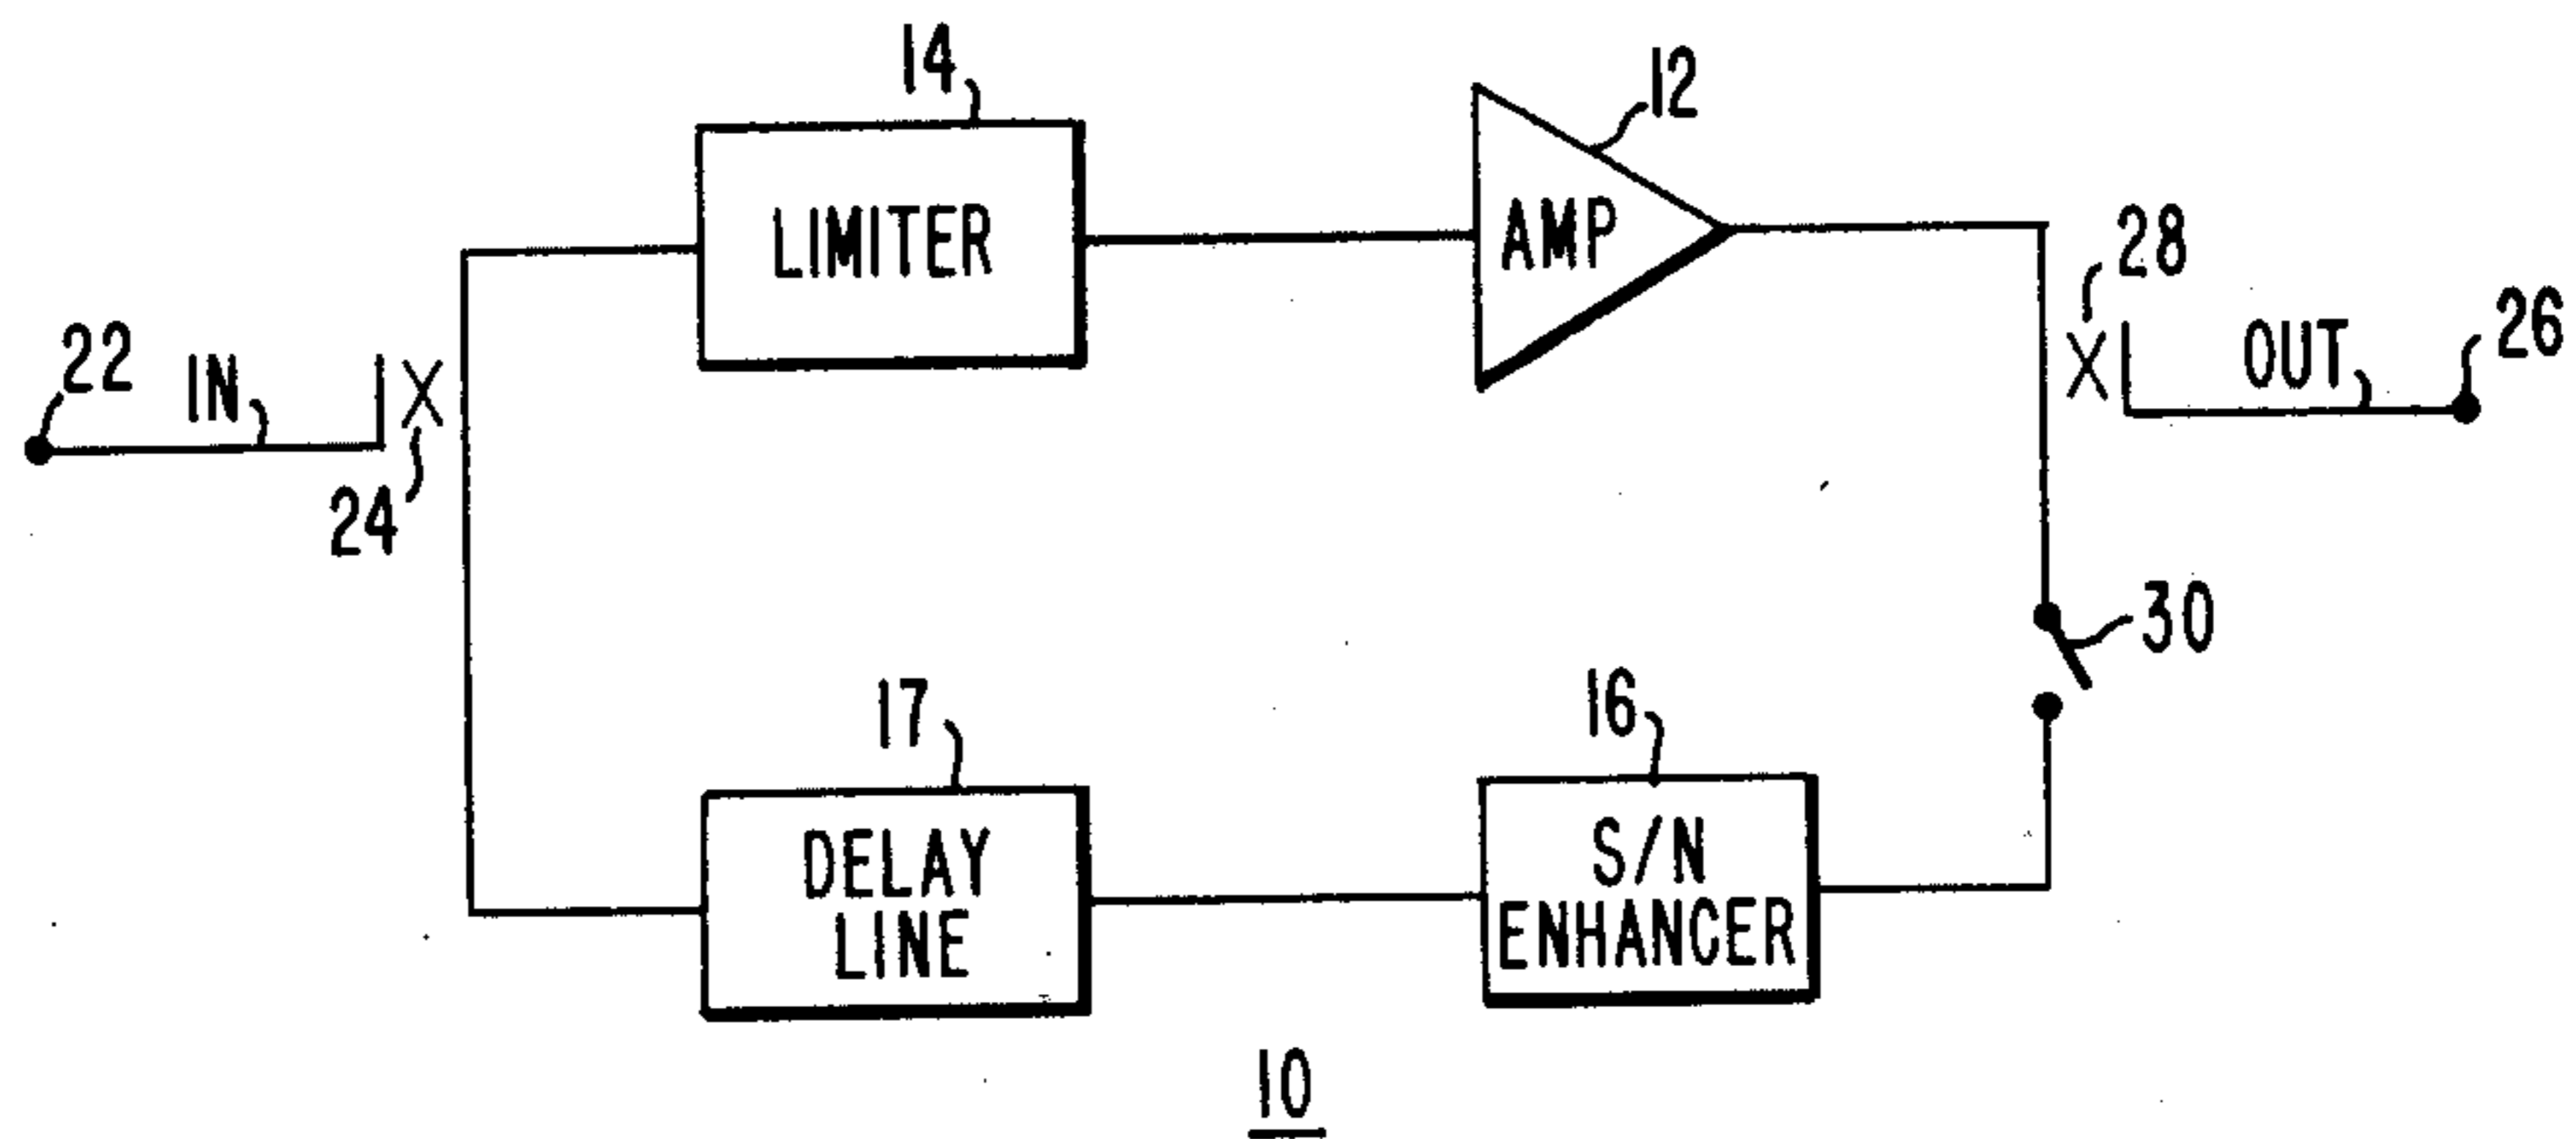 14
12
LIMITER
AMP
28
22
IN
OUT
26
24
30
17
16
DELAY
LINE
S/N
ENHANCER
10